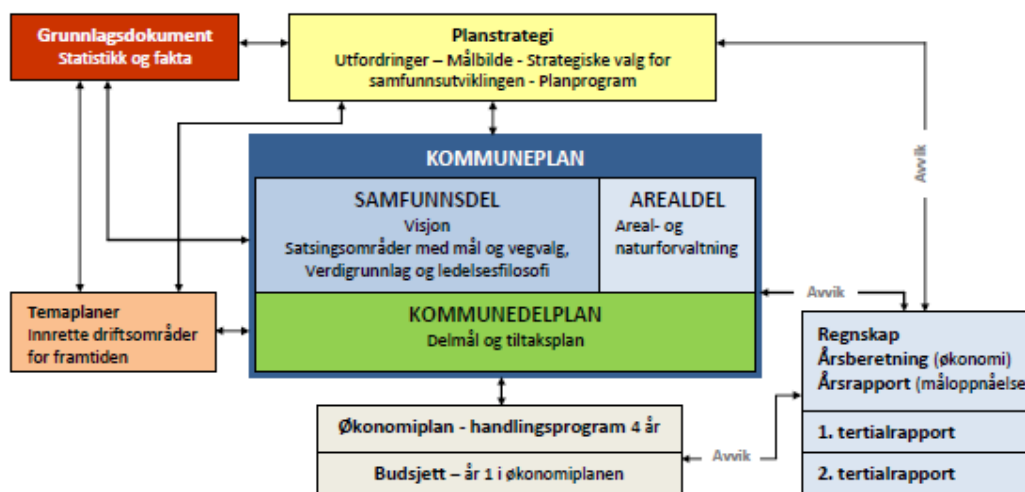 Grunnlagsdokument
Statistikk og fakta
Planstrategi
Utfordringer – Målbilde - Strategiske valg for
samfunnsutviklingen - Planprogram
Avvik
KOMMUNEPLAN
SAMFUNNSDEL
Visjon
Satsingsområder med mål og vegvalg,
Verdigrunnlag og ledelsesfilosofi
AREALDEL
Areal- og
naturforvaltning
Temaplaner
Innrette driftsområder
for framtiden
KOMMUNEDELPLAN
Delmål og tiltaksplan
Avvik
Regnskap
Årsberetning (økonomi)
Årsrapport (måloppnåelse
1. tertialrapport
2. tertialrapport
Økonomiplan - handlingsprogram 4 år
Budsjett – år 1 i økonomiplanen
Avvik